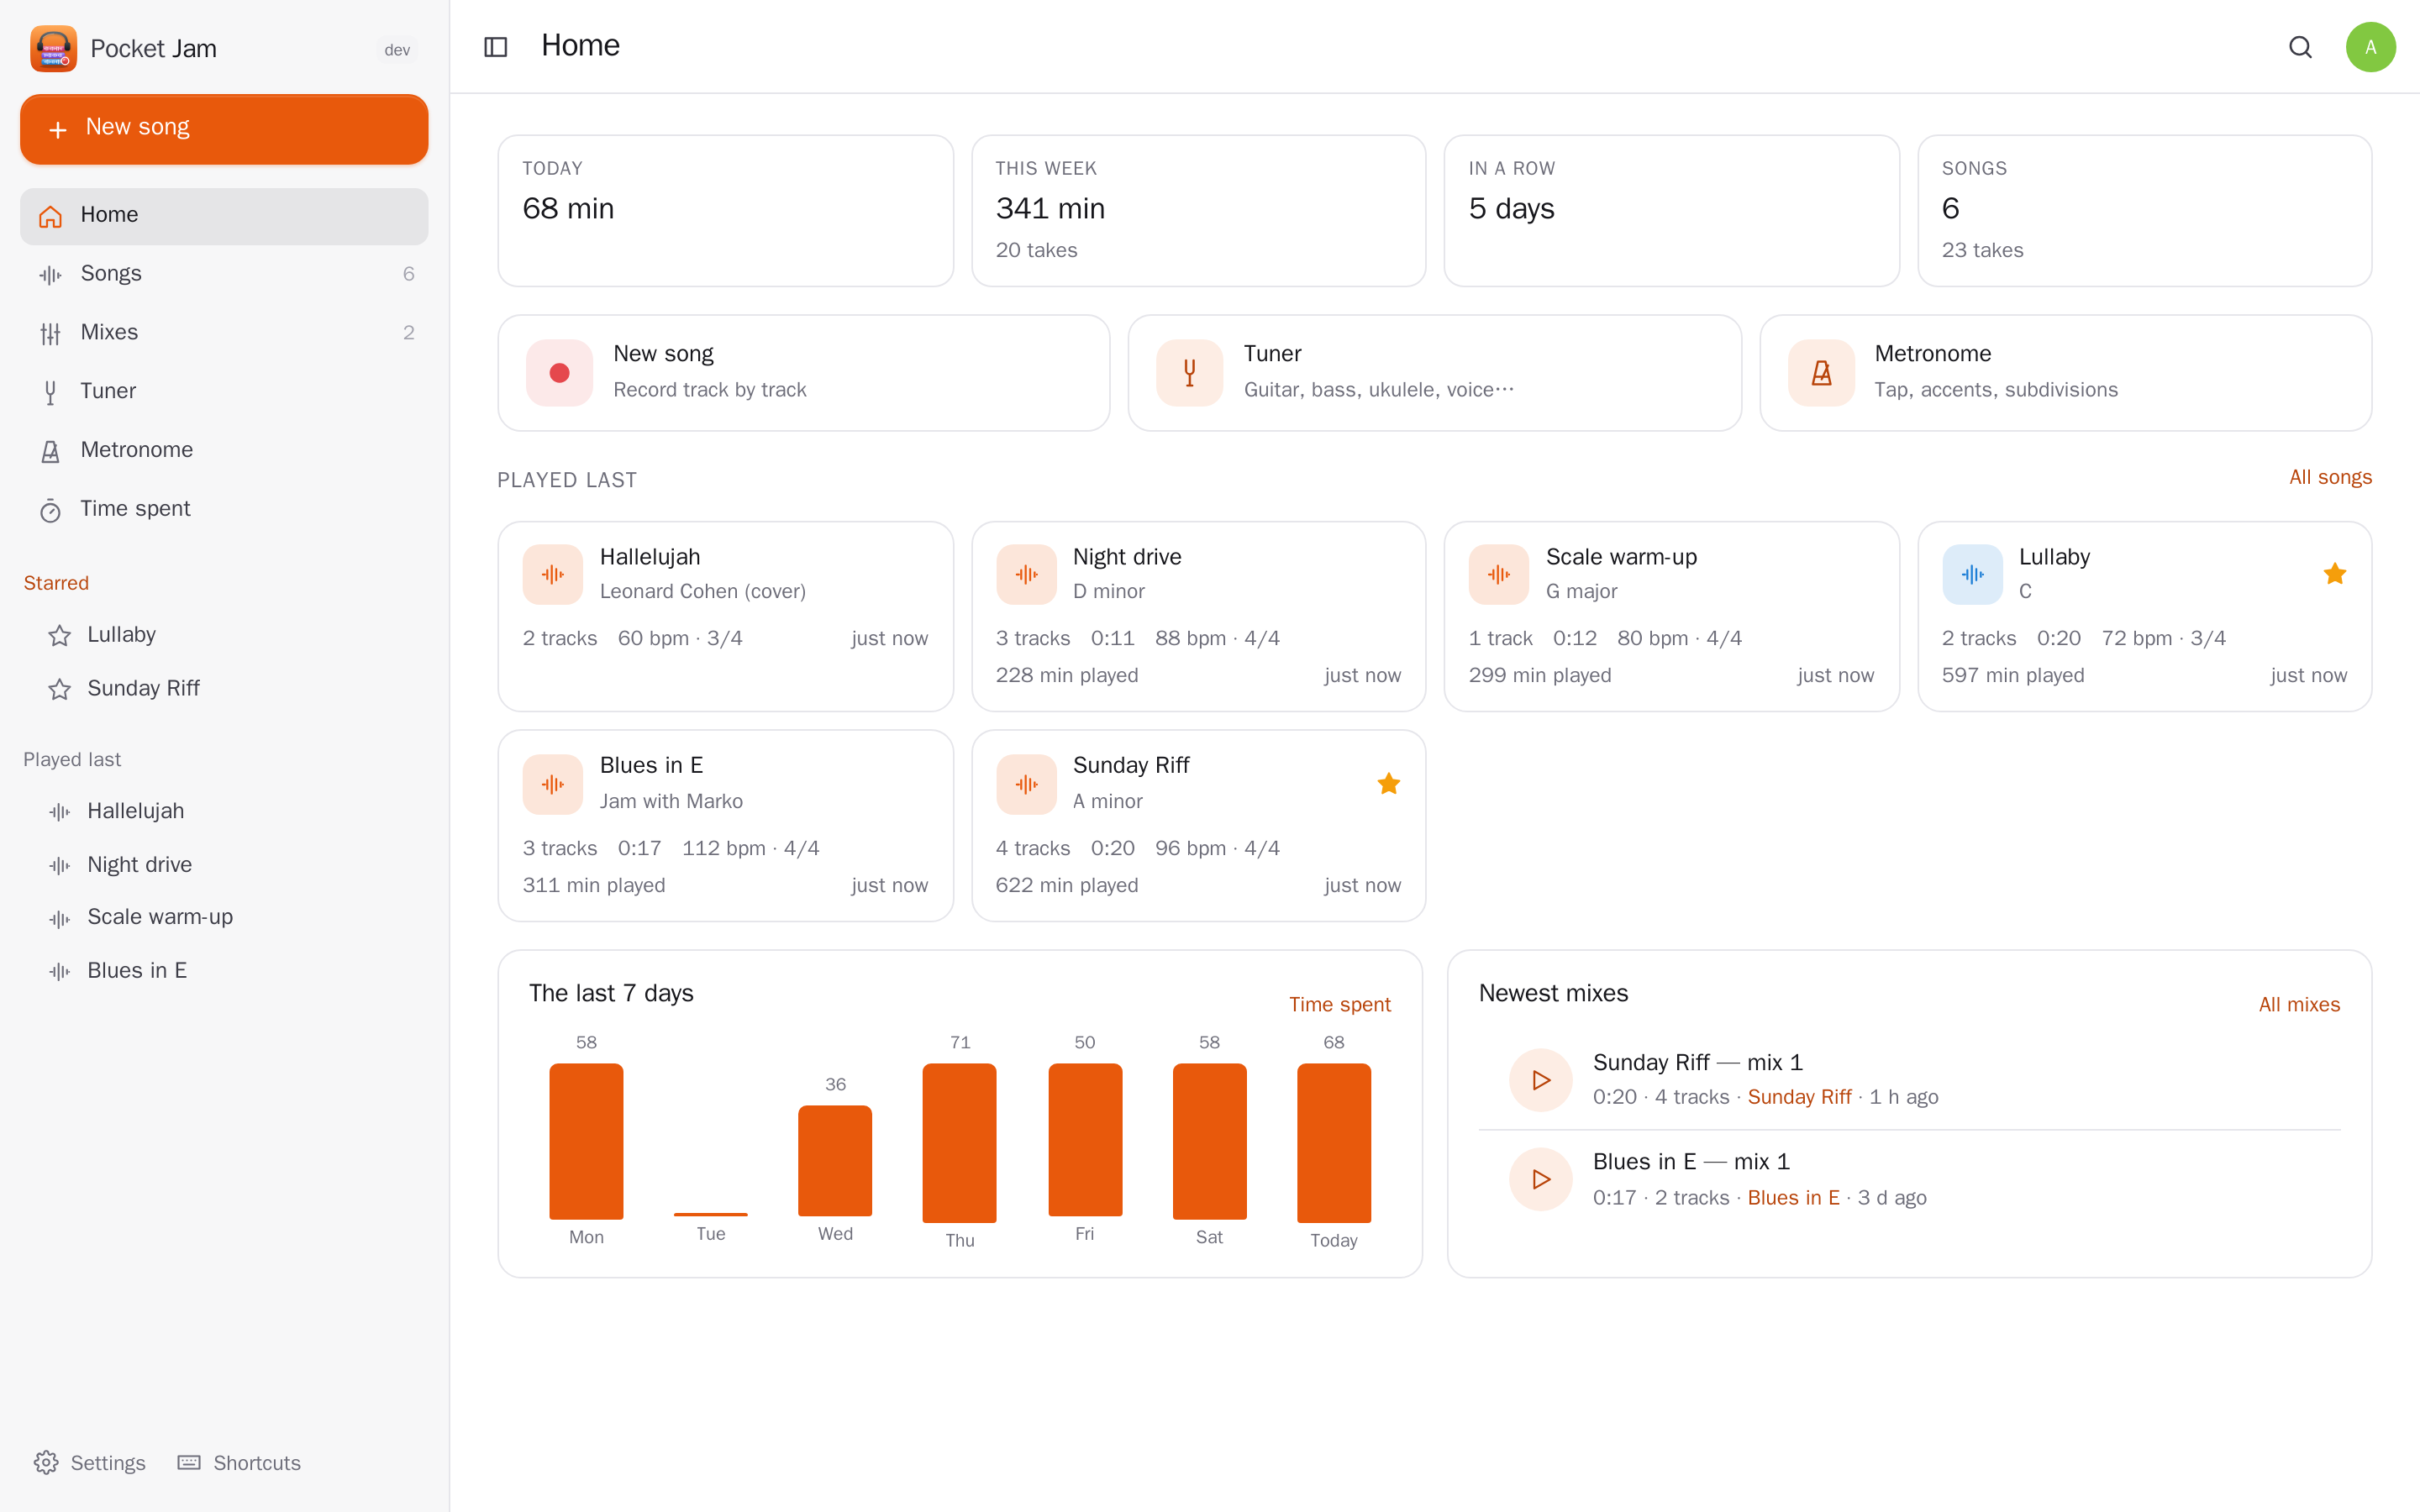 Pocket Jam
dev
New song
Home
Songs 6
Mixes 2
Tuner
Metronome
Time spent
Starred
Lullaby
Sunday Riff
Played last
Hallelujah
Night drive
Scale warm-up
Blues in E
Settings
Shortcuts
Home
A
TODAY
68 min
THIS WEEK
341 min
20 takes
IN A ROW
5 days
SONGS
6
23 takes
New song
Record track by track
Tuner
Guitar, bass, ukulele, voice…
Metronome
Tap, accents, subdivisions
PLAYED LAST
All songs
Hallelujah
Leonard Cohen (cover)
2 tracks 60 bpm · 3/4 just now
Night drive
D minor
3 tracks 0:11 88 bpm · 4/4
228 min played just now
Scale warm-up
G major
1 track 0:12 80 bpm · 4/4
299 min played just now
Lullaby
C
2 tracks 0:20 72 bpm · 3/4
597 min played just now
Blues in E
Jam with Marko
3 tracks 0:17 112 bpm · 4/4
311 min played just now
Sunday Riff
A minor
4 tracks 0:20 96 bpm · 4/4
622 min played just now
The last 7 days
Time spent
58 36 71 50 58 68
Mon Tue Wed Thu Fri Sat Today
Newest mixes
All mixes
Sunday Riff — mix 1
0:20 · 4 tracks · Sunday Riff · 1 h ago
Blues in E — mix 1
0:17 · 2 tracks · Blues in E · 3 d ago